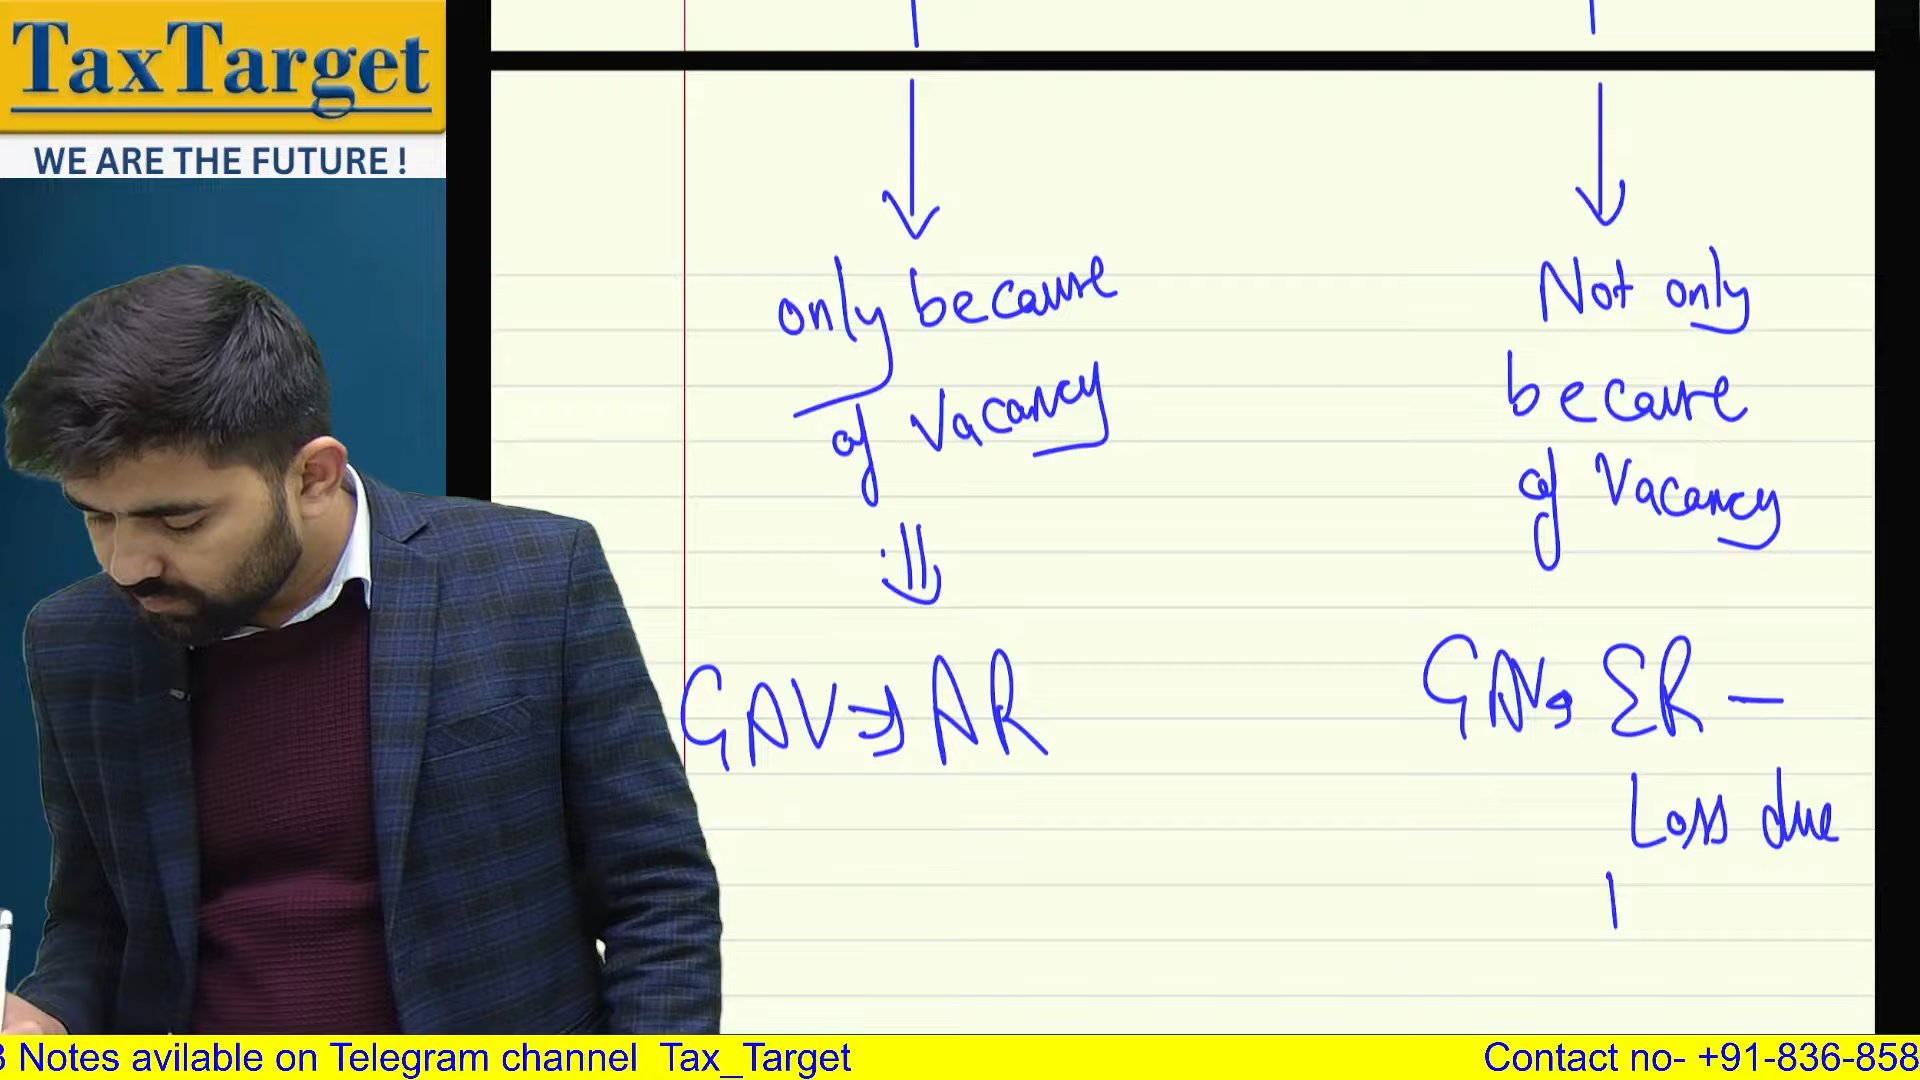 TaxTarget
WE ARE THE FUTURE !
only because
of Vacancy
GAV → AR
Not only
because
of Vacancy
GAV → ER –
Loss due
3 Notes avilable on Telegram channel Tax_Target
Contact no- +91-836-858